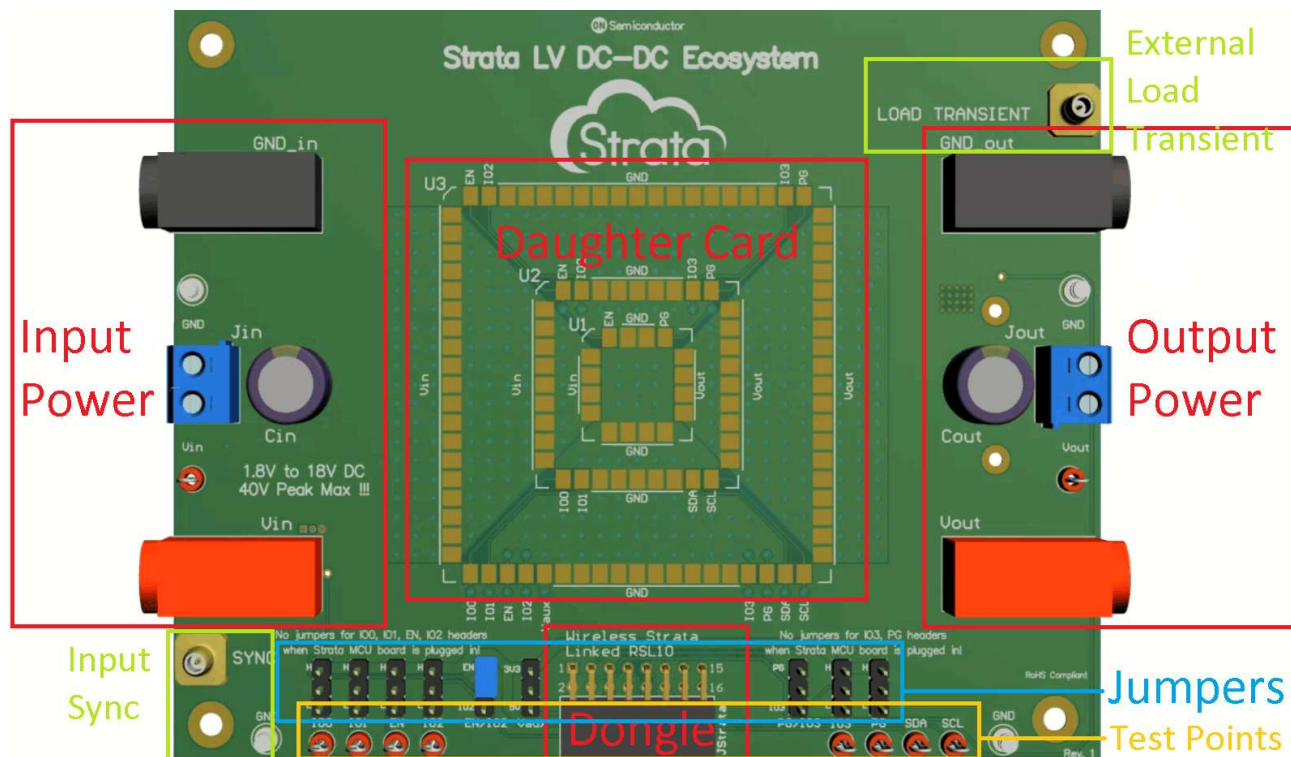 ON Semiconductor
Strata LV DC-DC Ecosystem
Strata
External
Load
Transient
LOAD TRANSIENT
GND_in
GND_out
U3
EN
IO2
GND
IO3
PG
Daughter Card
U2
EN
GND
IO3
PG
U1
EN
GND
PG
Input
Power
GND
Jin
Vin
Cin
1.8V to 18V DC
40V Peak Max !!!
Vin
Vin
Vin
Vin
Vout
Vout
Vout
GND
IO0
IO1
GND
SDA
SCL
GND
IO0
IO1
EN
IO2
Vaux
IO3
PG
SDA
SCL
Jout
GND
Cout
Vout
Output
Power
Vout
Input
Sync
SYNC
GND
No jumpers for IO0, IO1, EN, IO2 headers
when Strata MCU board is plugged in!
H
H
H
H
EN
3V3
IO2
5V
IO0
IO1
EN
IO2
EN/IO2
Vaux
Wireless Strata
Linked RSL10
1
15
2
16
Dongle
JStrata
No jumpers for IO3, PG headers
when Strata MCU board is plugged in!
PG
H
H
IO3
PG/IO3
IO3
PG
SDA
SCL
GND
RoHS Compliant
Jumpers
Test Points
Rev. 1